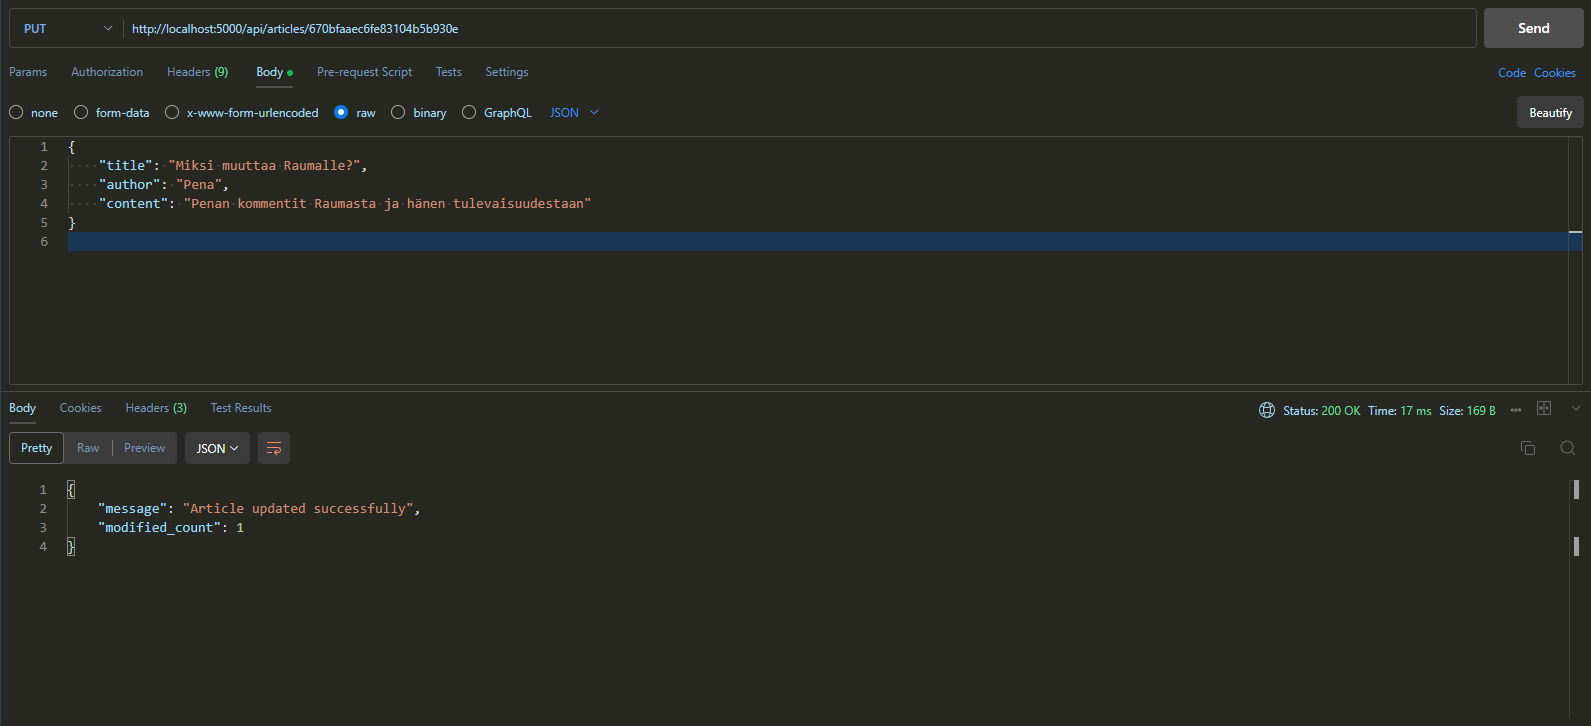 PUT http://localhost:5000/api/articles/670bfaaec6fe83104b5b930e Send
Params Authorization Headers (9) Body Pre-request Script Tests Settings Code Cookies
none form-data x-www-form-urlencoded raw binary GraphQL JSON Beautify
1 {
2 "title": "Miksi muuttaa Raumalle?",
3 "author": "Pena",
4 "content": "Penan kommentit Raumasta ja hänen tulevaisuudestaan"
5 }
6
Body Cookies Headers (3) Test Results Status: 200 OK Time: 17 ms Size: 169 B
Pretty Raw Preview JSON
1 {
2 "message": "Article updated successfully",
3 "modified_count": 1
4 }